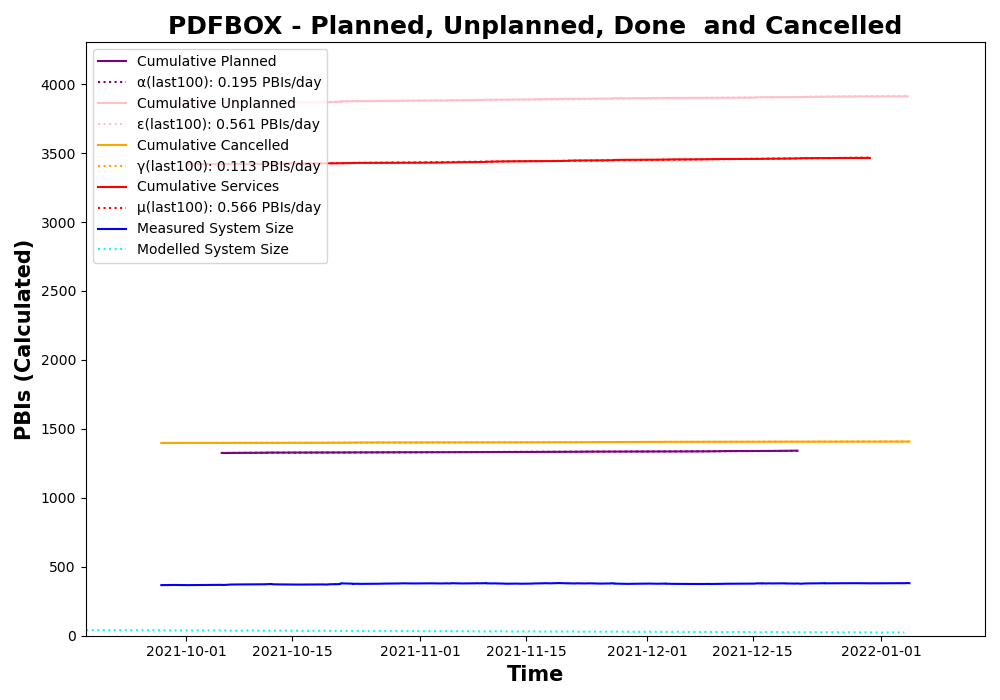 PDFBOX - Planned, Unplanned, Done  and Cancelled
PBIs (Calculated)
4000
3500
3000
2500
2000
1500
1000
500
0
Cumulative Planned
α(last100): 0.195 PBIs/day
Cumulative Unplanned
ε(last100): 0.561 PBIs/day
Cumulative Cancelled
γ(last100): 0.113 PBIs/day
Cumulative Services
μ(last100): 0.566 PBIs/day
Measured System Size
Modelled System Size
2021-10-01 2021-10-15 2021-11-01 2021-11-15 2021-12-01 2021-12-15 2022-01-01
Time